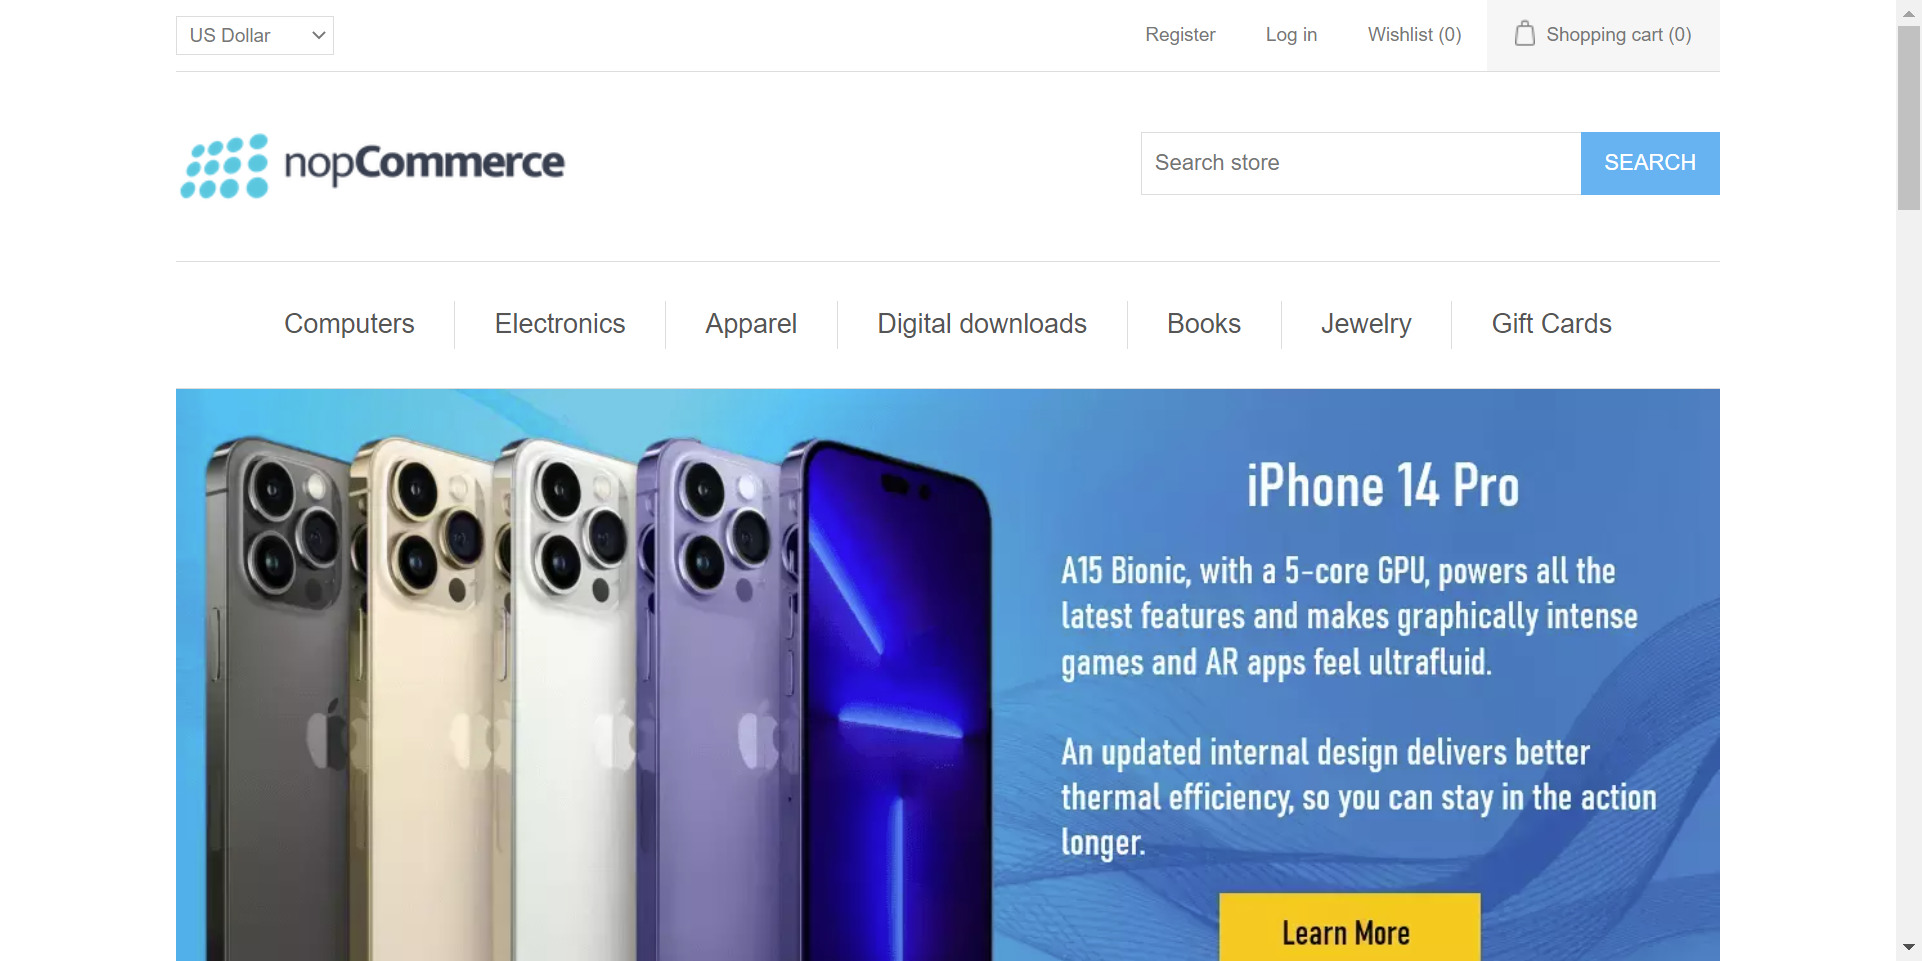 US Dollar
Register
Log in
Wishlist (0)
Shopping cart (0)
nopCommerce
Search store
SEARCH
Computers
Electronics
Apparel
Digital downloads
Books
Jewelry
Gift Cards
iPhone 14 Pro
A15 Bionic, with a 5-core GPU, powers all the
latest features and makes graphically intense
games and AR apps feel ultrafluid.
An updated internal design delivers better
thermal efficiency, so you can stay in the action
longer.
Learn More